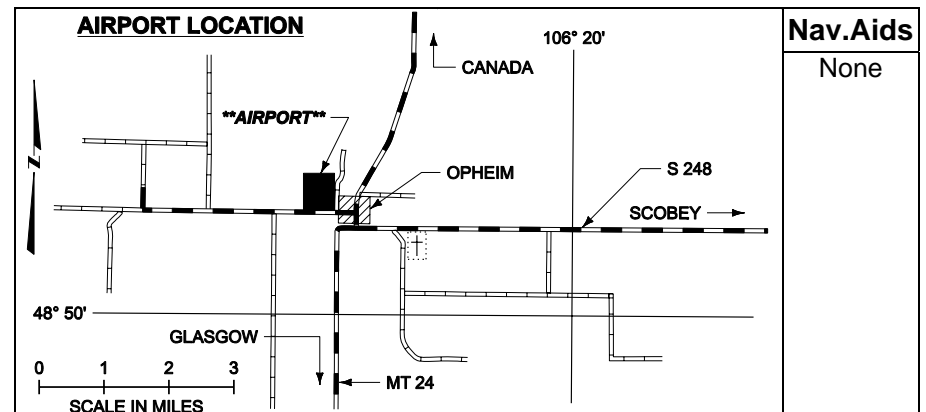 AIRPORT LOCATION
Nav.Aids
None
106° 20'
CANADA
**AIRPORT**
N
OPHEIM
S 248
SCOBEY
48° 50'
GLASGOW
MT 24
0 1 2 3
SCALE IN MILES